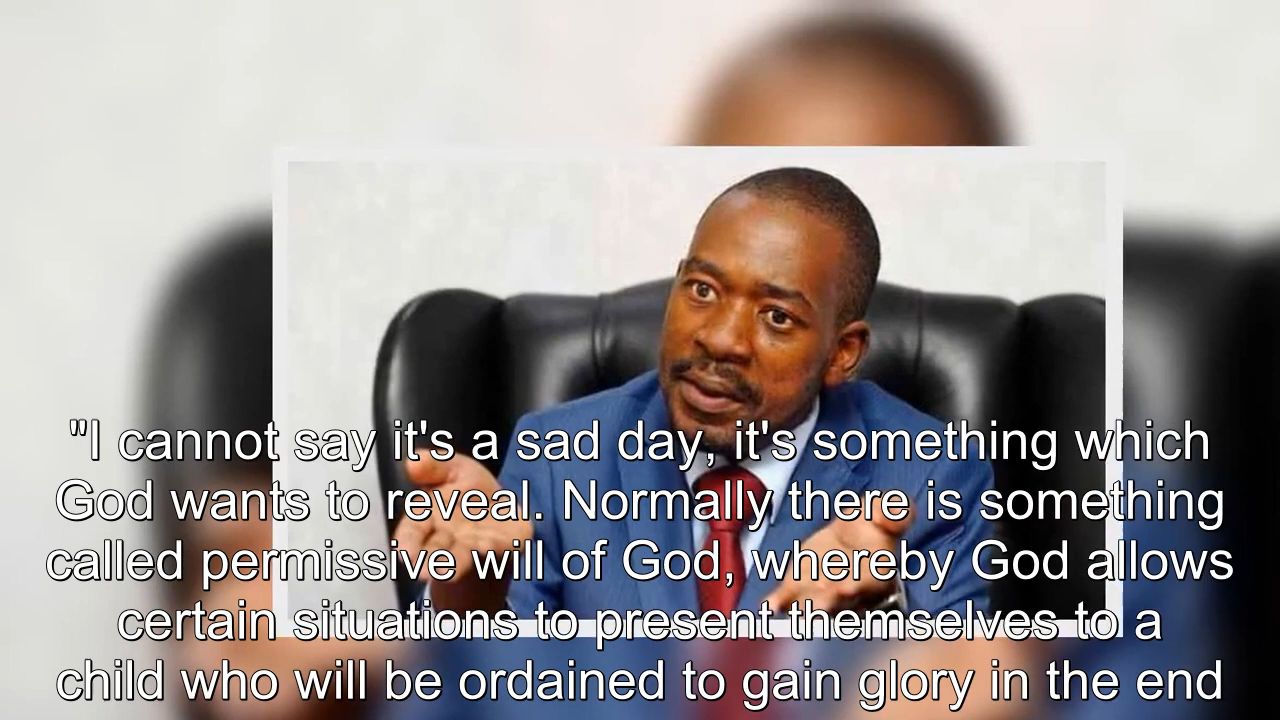 "I cannot say it's a sad day, it's something which
God wants to reveal. Normally there is something
called permissive will of God, whereby God allows
certain situations to present themselves to a
child who will be ordained to gain glory in the end